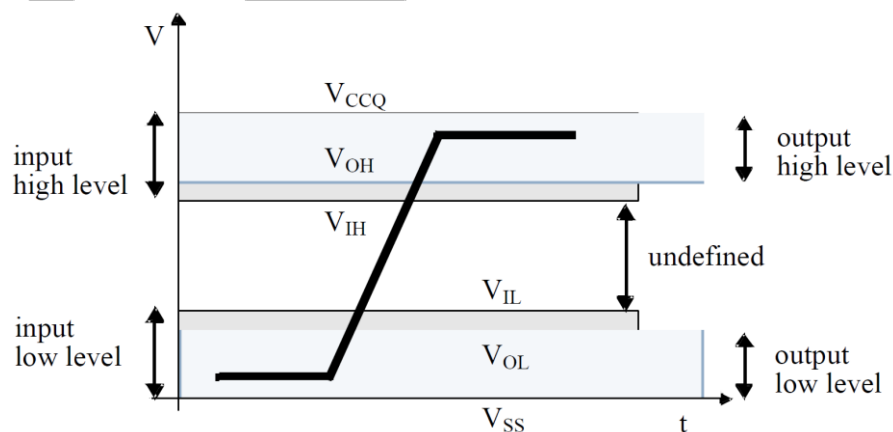 V
V_CCQ
input
high level
V_OH
output
high level
V_IH
undefined
V_IL
input
low level
V_OL
output
low level
V_SS
t